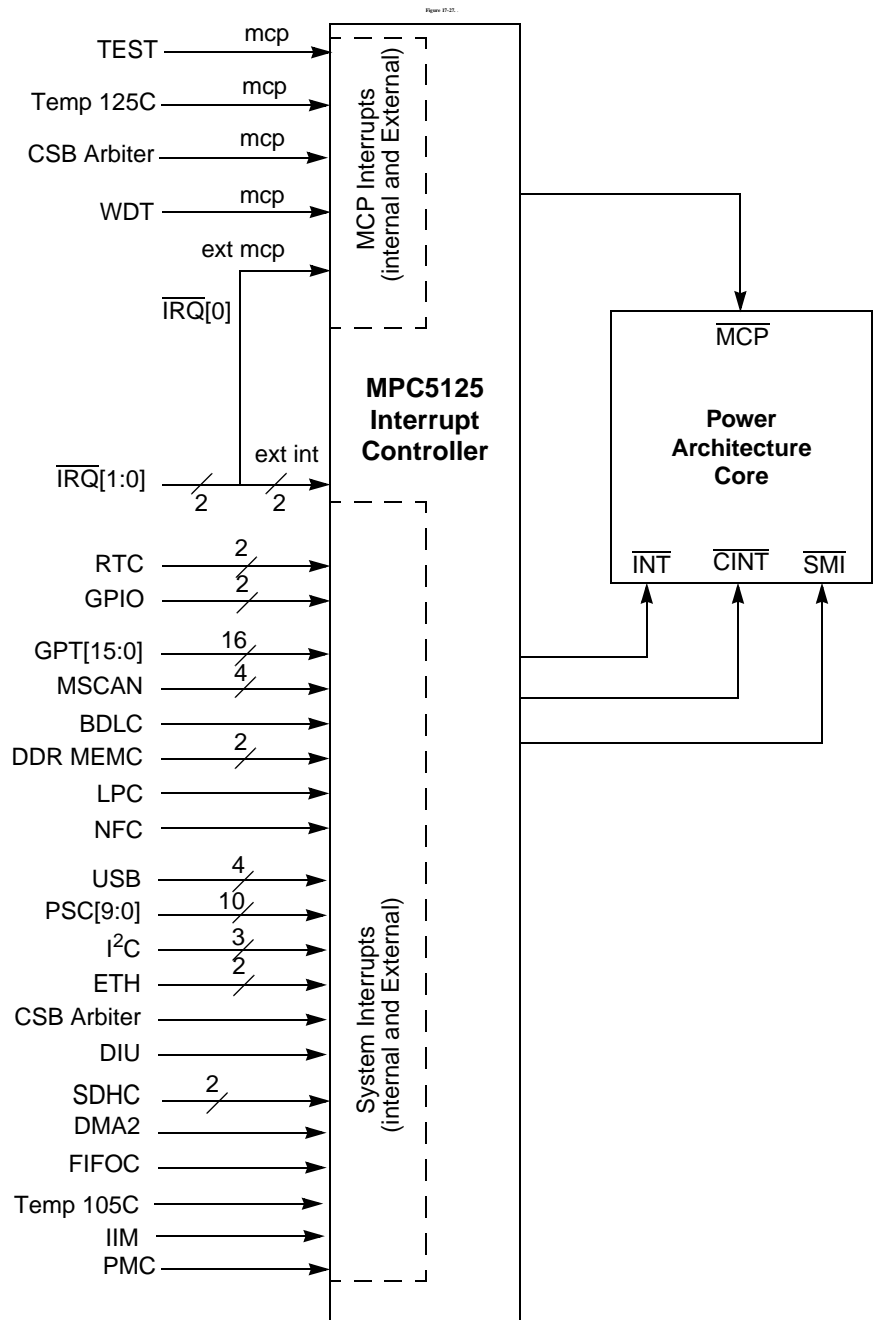 Figure 17-27.
TEST
mcp
Temp 125C
mcp
CSB Arbiter
mcp
WDT
mcp
ext mcp
IRQ[0]
MCP Interrupts
(internal and External)
MCP
Power
Architecture
Core
INT
CINT
SMI
MPC5125
Interrupt
Controller
IRQ[1:0]
2
ext int
2
RTC
2
GPIO
2
GPT[15:0]
16
MSCAN
4
BDLC
DDR MEMC
2
LPC
NFC
USB
4
PSC[9:0]
10
I²C
3
ETH
2
CSB Arbiter
DIU
SDHC
2
DMA2
FIFOC
Temp 105C
IIM
PMC
System Interrupts
(internal and External)